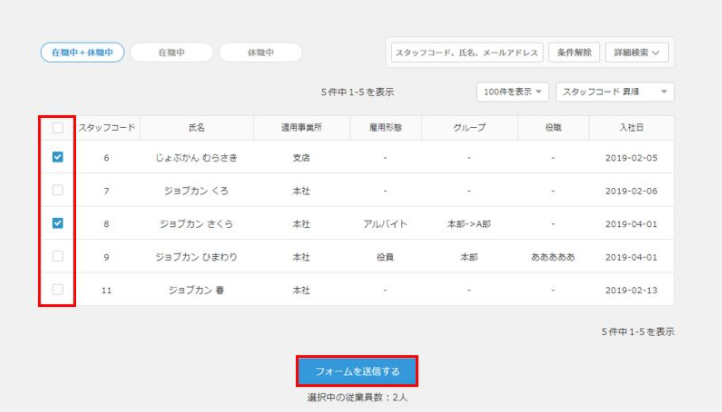 在職中+休職中 在職中 休職中 スタッフコード、氏名、メールアドレス 条件解除 詳細検索
5件中 1-5 を表示 100件を表示 スタッフコード 昇順
スタッフコード 氏名 適用事業所 雇用形態 グループ 役職 入社日
6 じょぶかん むらさき 支店 - - - 2019-02-05
7 ジョブカン くろ 本社 - - - 2019-02-06
8 ジョブカン さくら 本社 アルバイト 本部->A部 - 2019-04-01
9 ジョブカン ひまわり 本社 役員 本部 あああああ 2019-04-01
11 ジョブカン 春 本社 - - - 2019-02-13
5件中 1-5 を表示
フォームを送信する
選択中の従業員数：2人